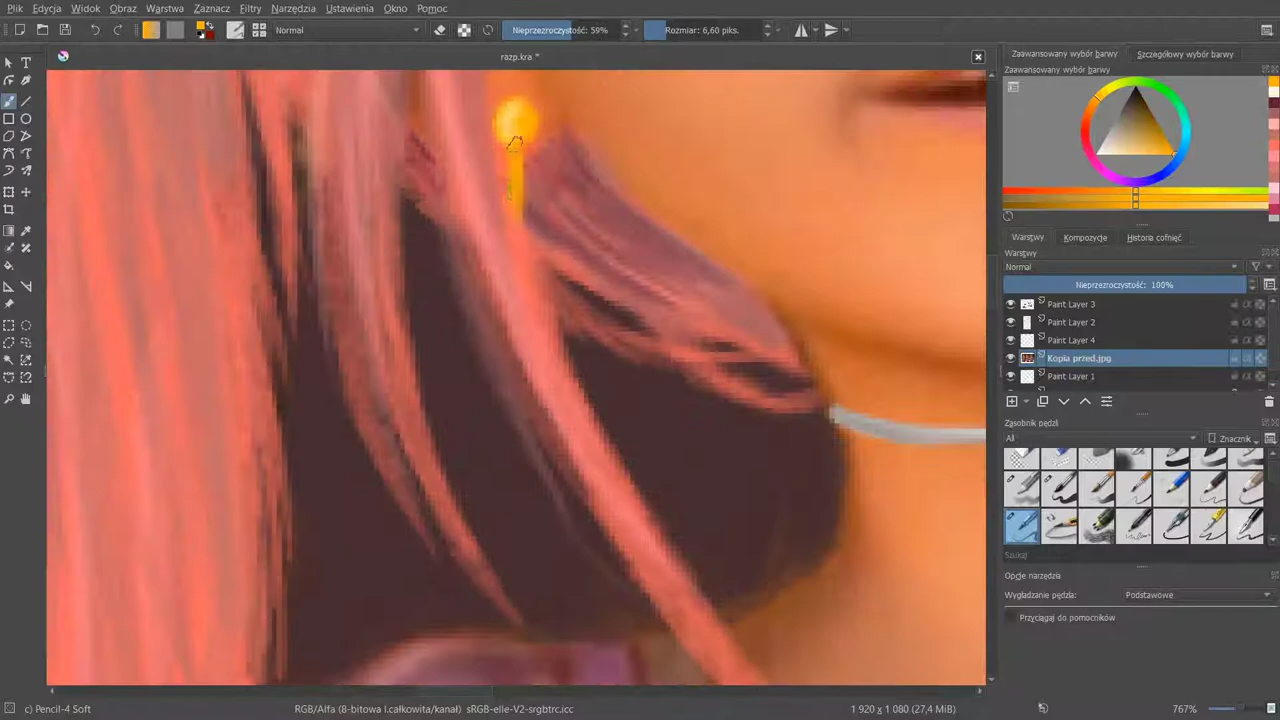 Plik Edycja Widok Obraz Warstwa Zaznacz Filtry Narzędzia Ustawienia Okno Pomoc
Normal Nieprzezroczystość: 59% Rozmiar: 6,60 piks.
razp.kra *
Zaawansowany wybór barwy Szczegółowy wybór barwy
Zaawansowany wybór barwy
Warstwy Kompozycje Historia cofnięć
Warstwy
Normal
Nieprzezroczystość: 100%
Paint Layer 3
Paint Layer 2
Paint Layer 4
Kopia przed.jpg
Paint Layer 1
Zasobnik pędzli
All Znacznik
Szukaj
Opcje narzędzia
Wygładzanie pędzla: Podstawowe
Przyciągaj do pomocników
c) Pencil-4 Soft RGB/Alfa (8-bitowa l.całkowita/kanał) sRGB-elle-V2-srgbtrc.icc 1 920 x 1 080 (27,4 MiB) 767%